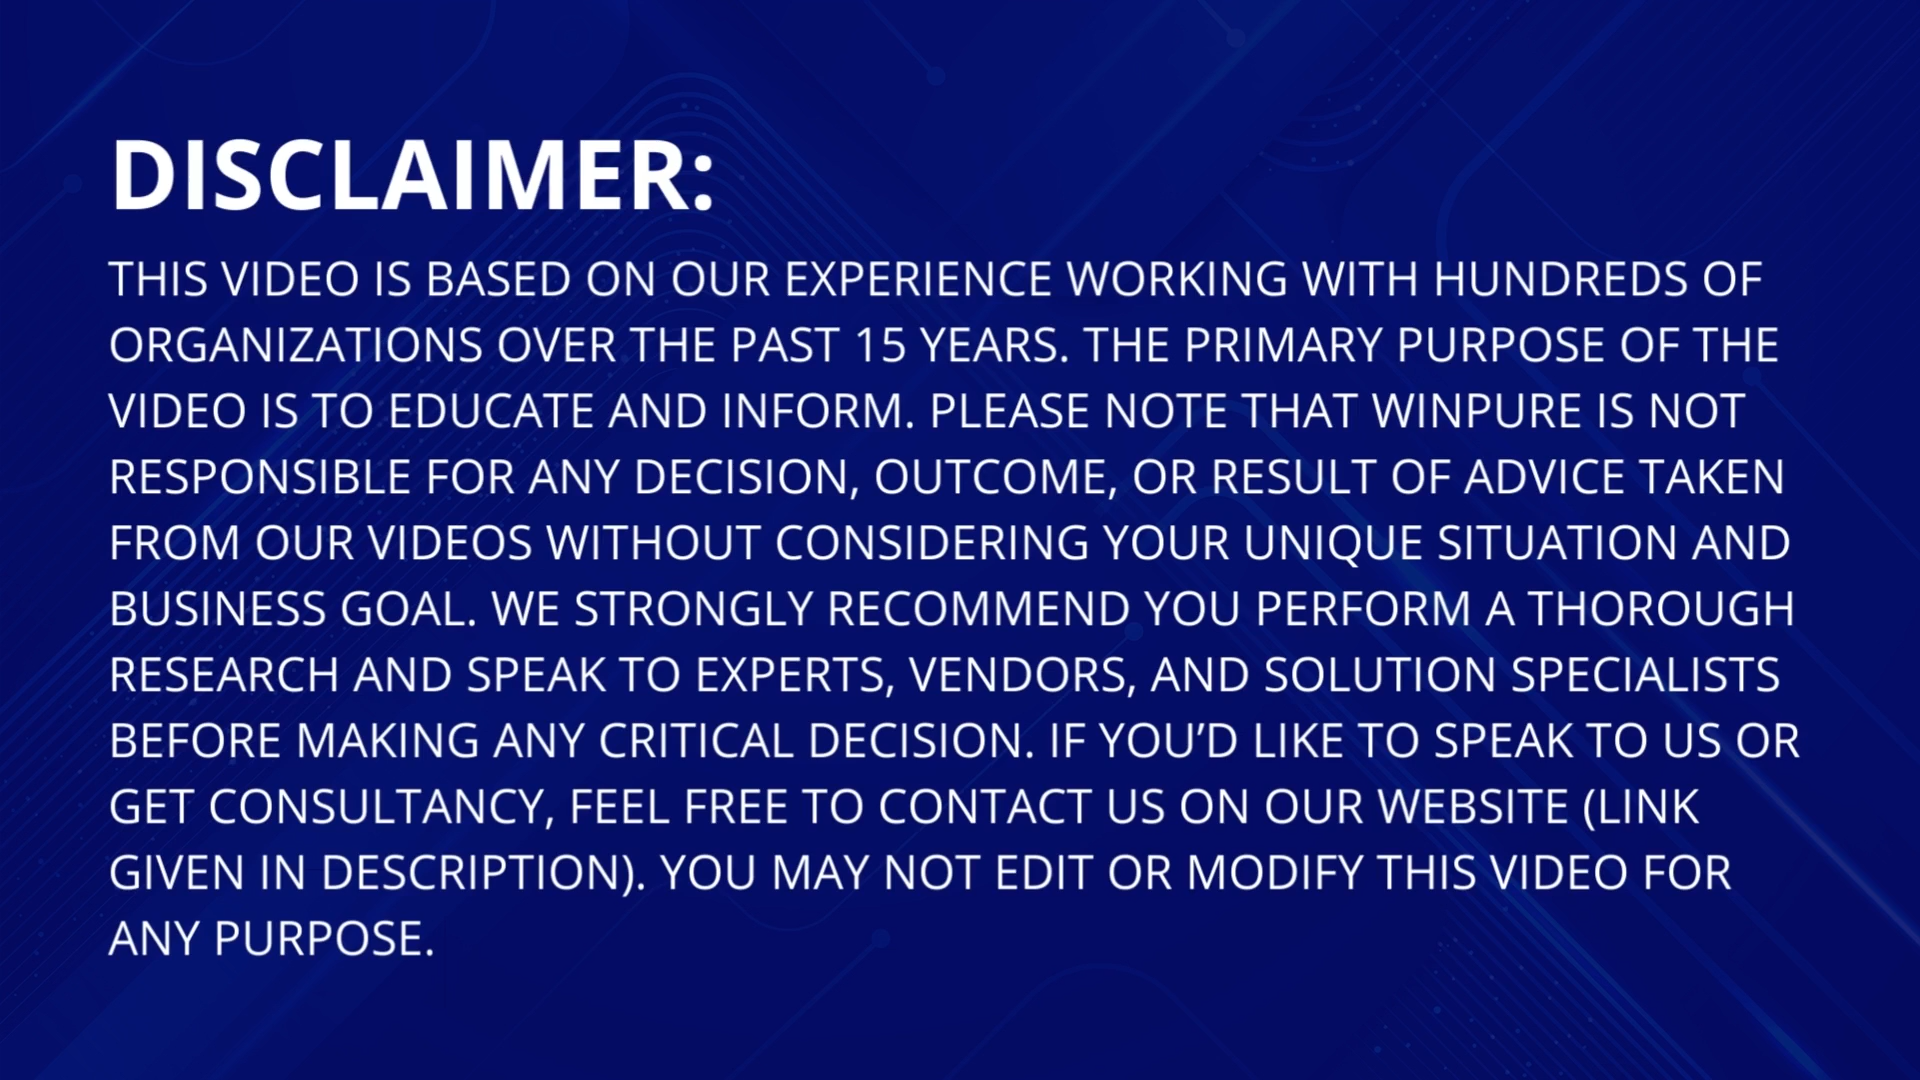 DISCLAIMER:
THIS VIDEO IS BASED ON OUR EXPERIENCE WORKING WITH HUNDREDS OF
ORGANIZATIONS OVER THE PAST 15 YEARS. THE PRIMARY PURPOSE OF THE
VIDEO IS TO EDUCATE AND INFORM. PLEASE NOTE THAT WINPURE IS NOT
RESPONSIBLE FOR ANY DECISION, OUTCOME, OR RESULT OF ADVICE TAKEN
FROM OUR VIDEOS WITHOUT CONSIDERING YOUR UNIQUE SITUATION AND
BUSINESS GOAL. WE STRONGLY RECOMMEND YOU PERFORM A THOROUGH
RESEARCH AND SPEAK TO EXPERTS, VENDORS, AND SOLUTION SPECIALISTS
BEFORE MAKING ANY CRITICAL DECISION. IF YOU’D LIKE TO SPEAK TO US OR
GET CONSULTANCY, FEEL FREE TO CONTACT US ON OUR WEBSITE (LINK
GIVEN IN DESCRIPTION). YOU MAY NOT EDIT OR MODIFY THIS VIDEO FOR
ANY PURPOSE.